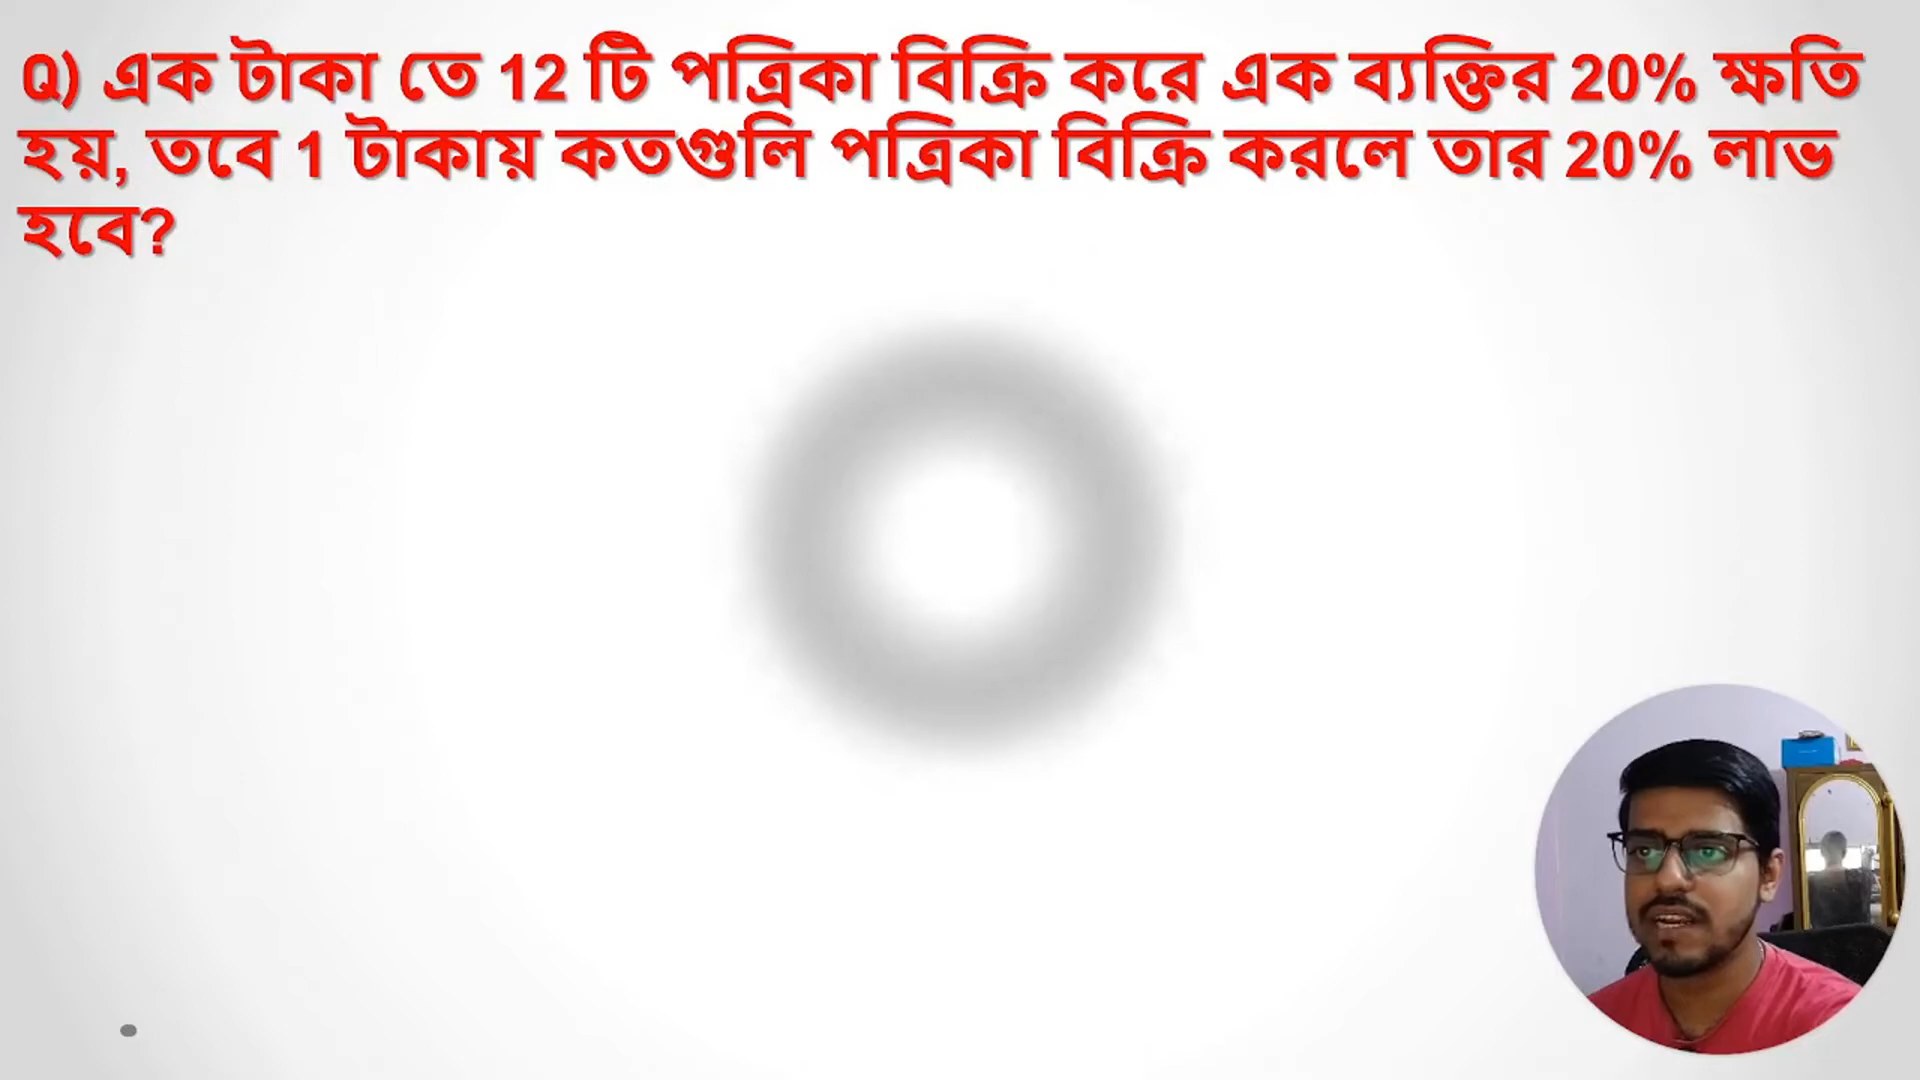 Q) এক টাকা তে 12 টি পত্রিকা বিক্রি করে এক ব্যক্তির 20% ক্ষতি
হয়, তবে 1 টাকায় কতগুলি পত্রিকা বিক্রি করলে তার 20% লাভ
হবে?